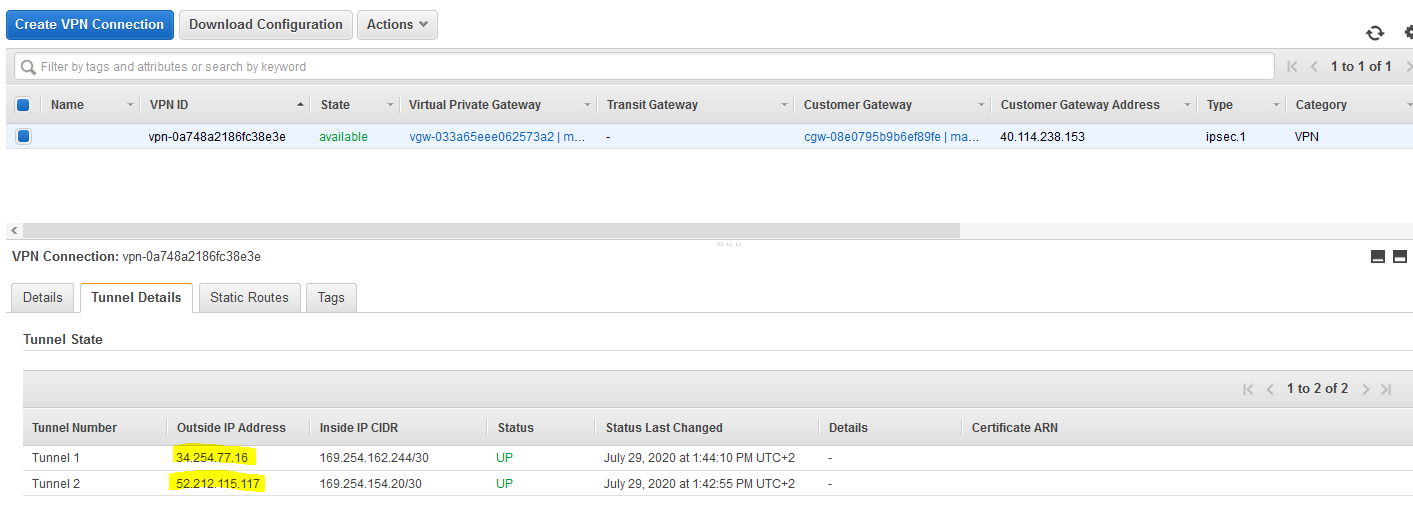 Create VPN Connection Download Configuration Actions
Filter by tags and attributes or search by keyword 1 to 1 of 1
Name VPN ID State Virtual Private Gateway Transit Gateway Customer Gateway Customer Gateway Address Type Category
vpn-0a748a2186fc38e3e available vgw-033a65eee062573a2 | m... - cgw-08e0795b9b6ef89fe | ma... 40.114.238.153 ipsec.1 VPN
VPN Connection: vpn-0a748a2186fc38e3e
Details Tunnel Details Static Routes Tags
Tunnel State
1 to 2 of 2
Tunnel Number Outside IP Address Inside IP CIDR Status Status Last Changed Details Certificate ARN
Tunnel 1 34.254.77.16 169.254.162.244/30 UP July 29, 2020 at 1:44:10 PM UTC+2 -
Tunnel 2 52.212.115.117 169.254.154.20/30 UP July 29, 2020 at 1:42:55 PM UTC+2 -